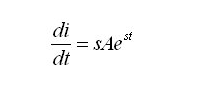 di/dt = sAe^{st}